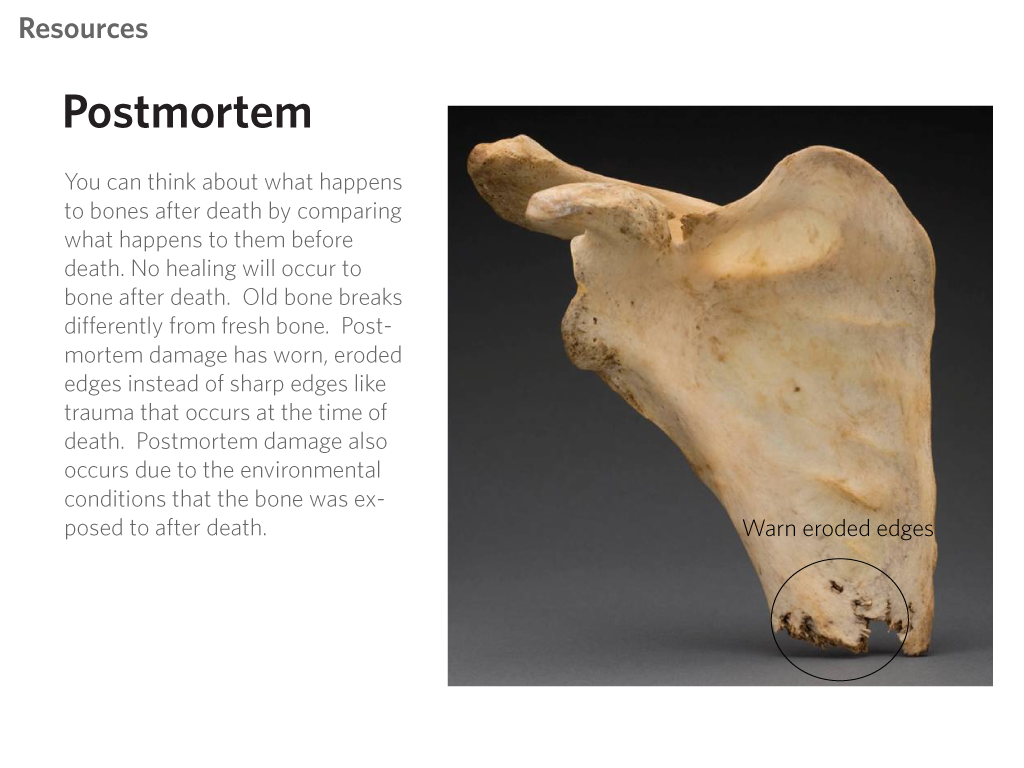 Resources
Postmortem
You can think about what happens
to bones after death by comparing
what happens to them before
death. No healing will occur to
bone after death.  Old bone breaks
differently from fresh bone.  Post-
mortem damage has worn, eroded
edges instead of sharp edges like
trauma that occurs at the time of
death.  Postmortem damage also
occurs due to the environmental
conditions that the bone was ex-
posed to after death.
Warn eroded edges